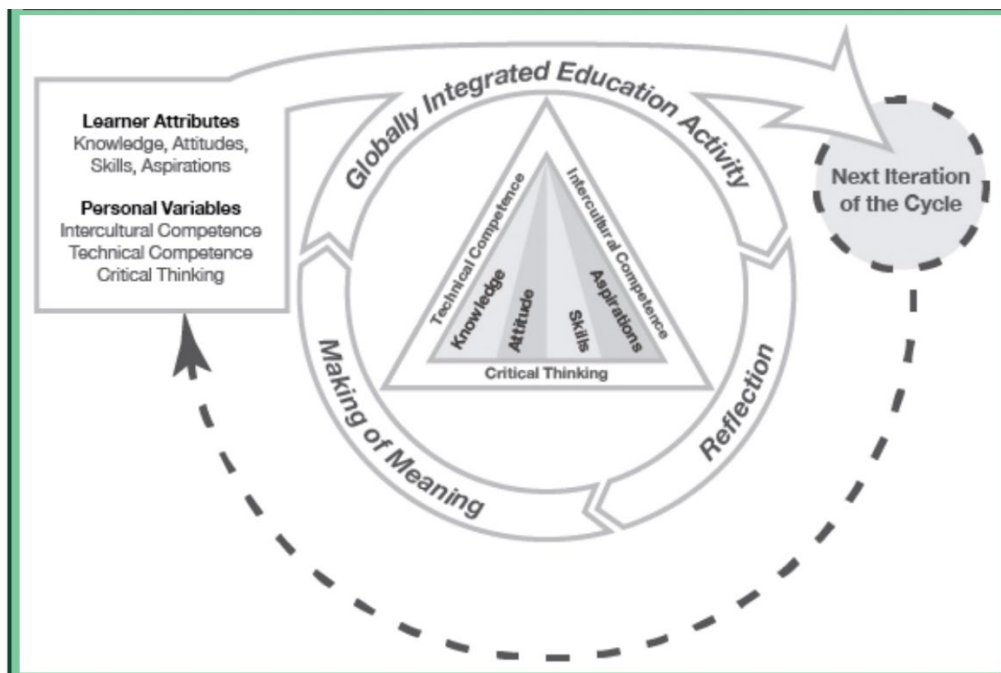 Learner Attributes
Knowledge, Attitudes,
Skills, Aspirations
Personal Variables
Intercultural Competence
Technical Competence
Critical Thinking
Globally Integrated Education Activity
Reflection
Making of Meaning
Technical Competence
Intercultural Competence
Critical Thinking
Knowledge
Attitude
Skills
Aspirations
Next Iteration
of the Cycle